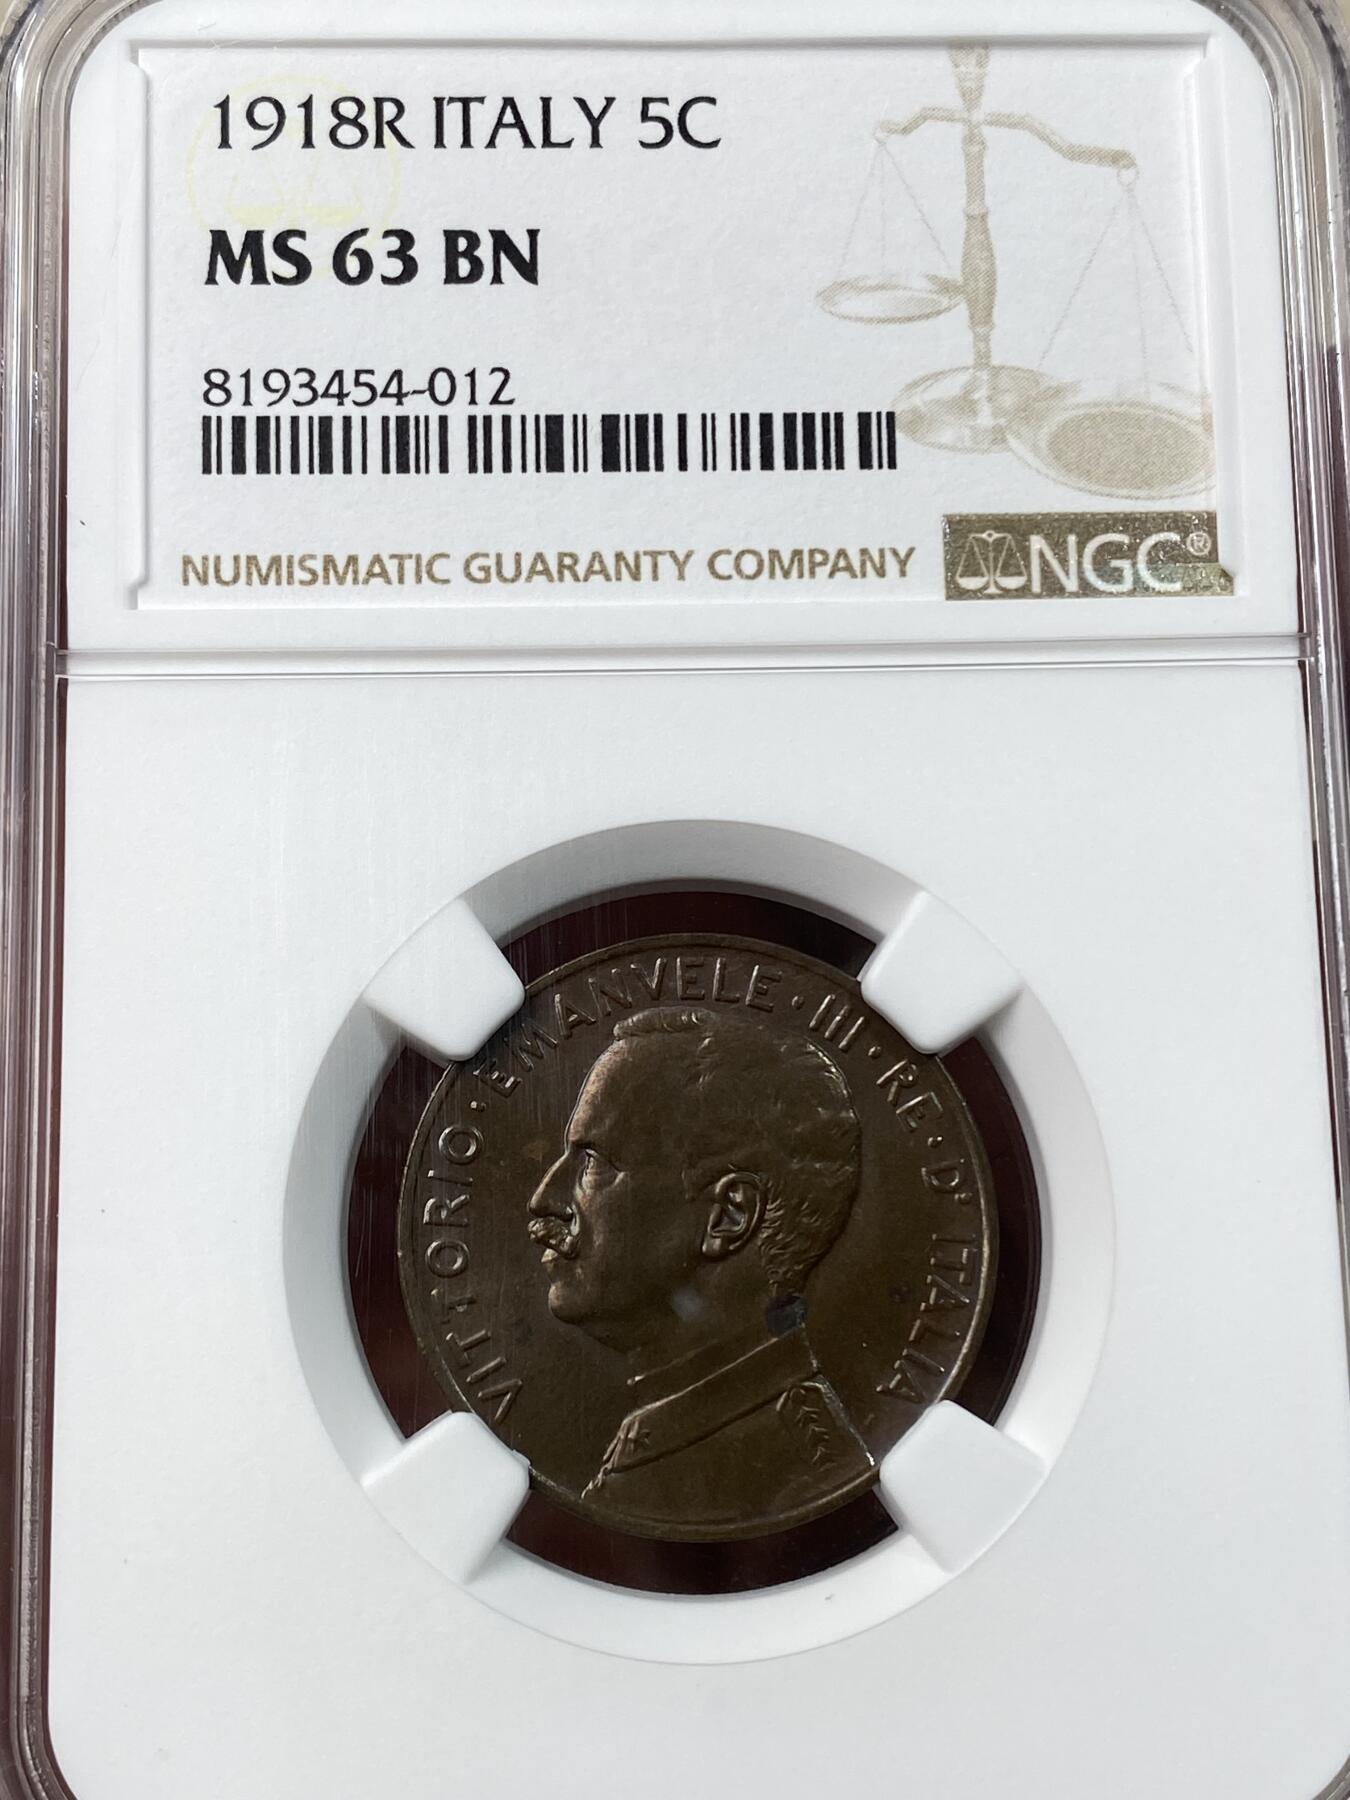 1918R ITALY 5C
MS 63 BN
8193454-012
NUMISMATIC GUARANTY COMPANY
NGC®
VITTORIO · EMANVELE · III · RE · D' ITALIA